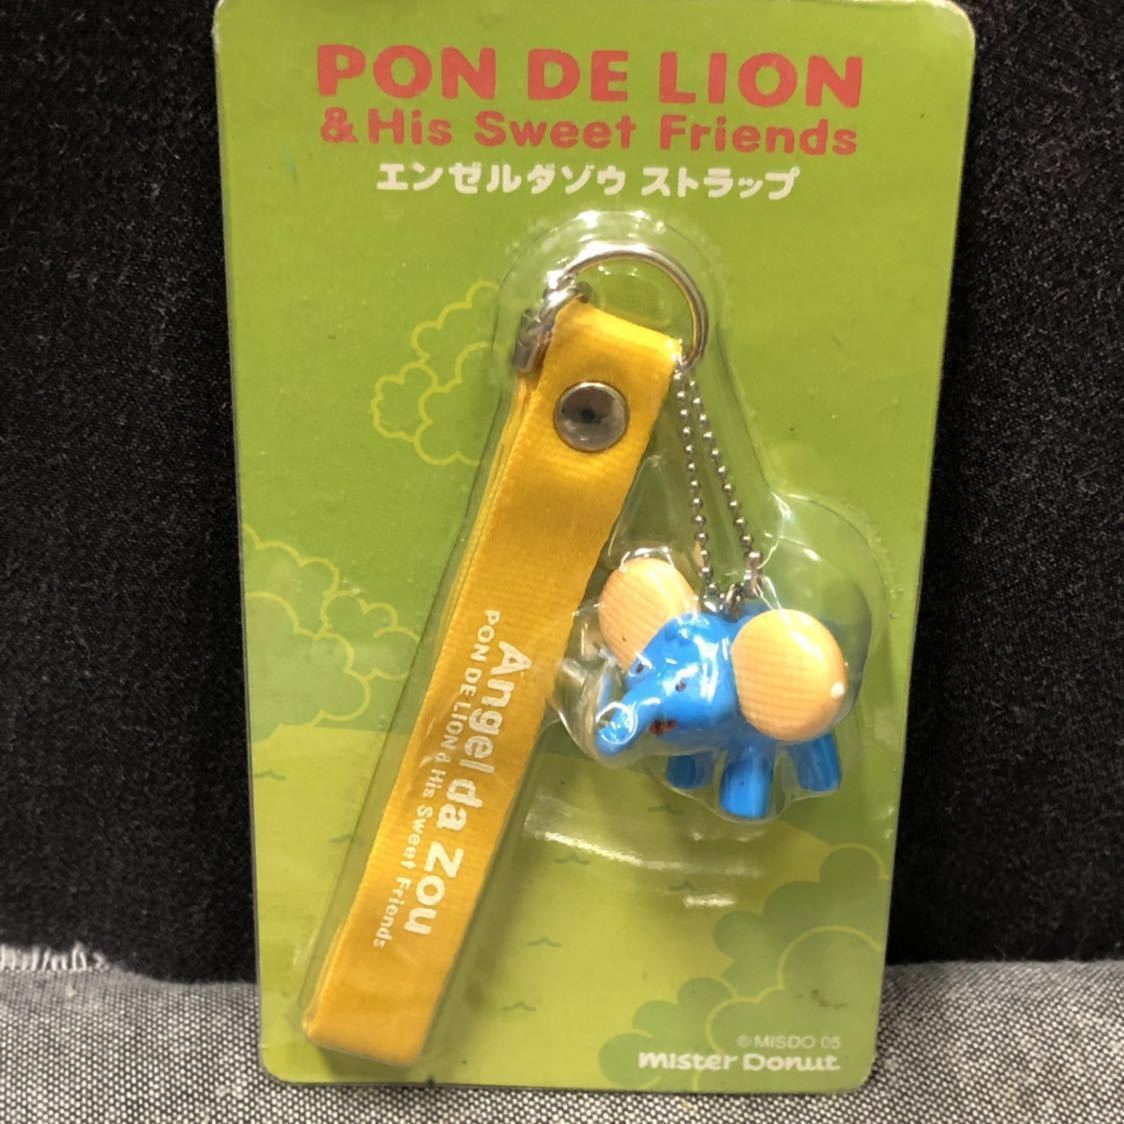 PON DE LION
& His Sweet Friends
エンゼルダゾウ ストラップ
Angel da Zou
PON DE LION & His Sweet Friends
© MISDO 05
mister Donut